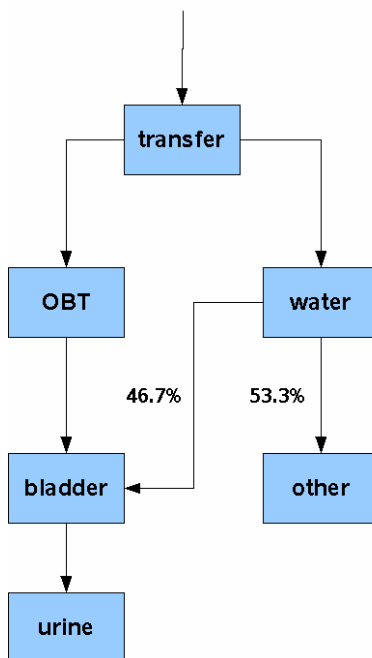 transfer
OBT
water
46.7%
53.3%
bladder
other
urine